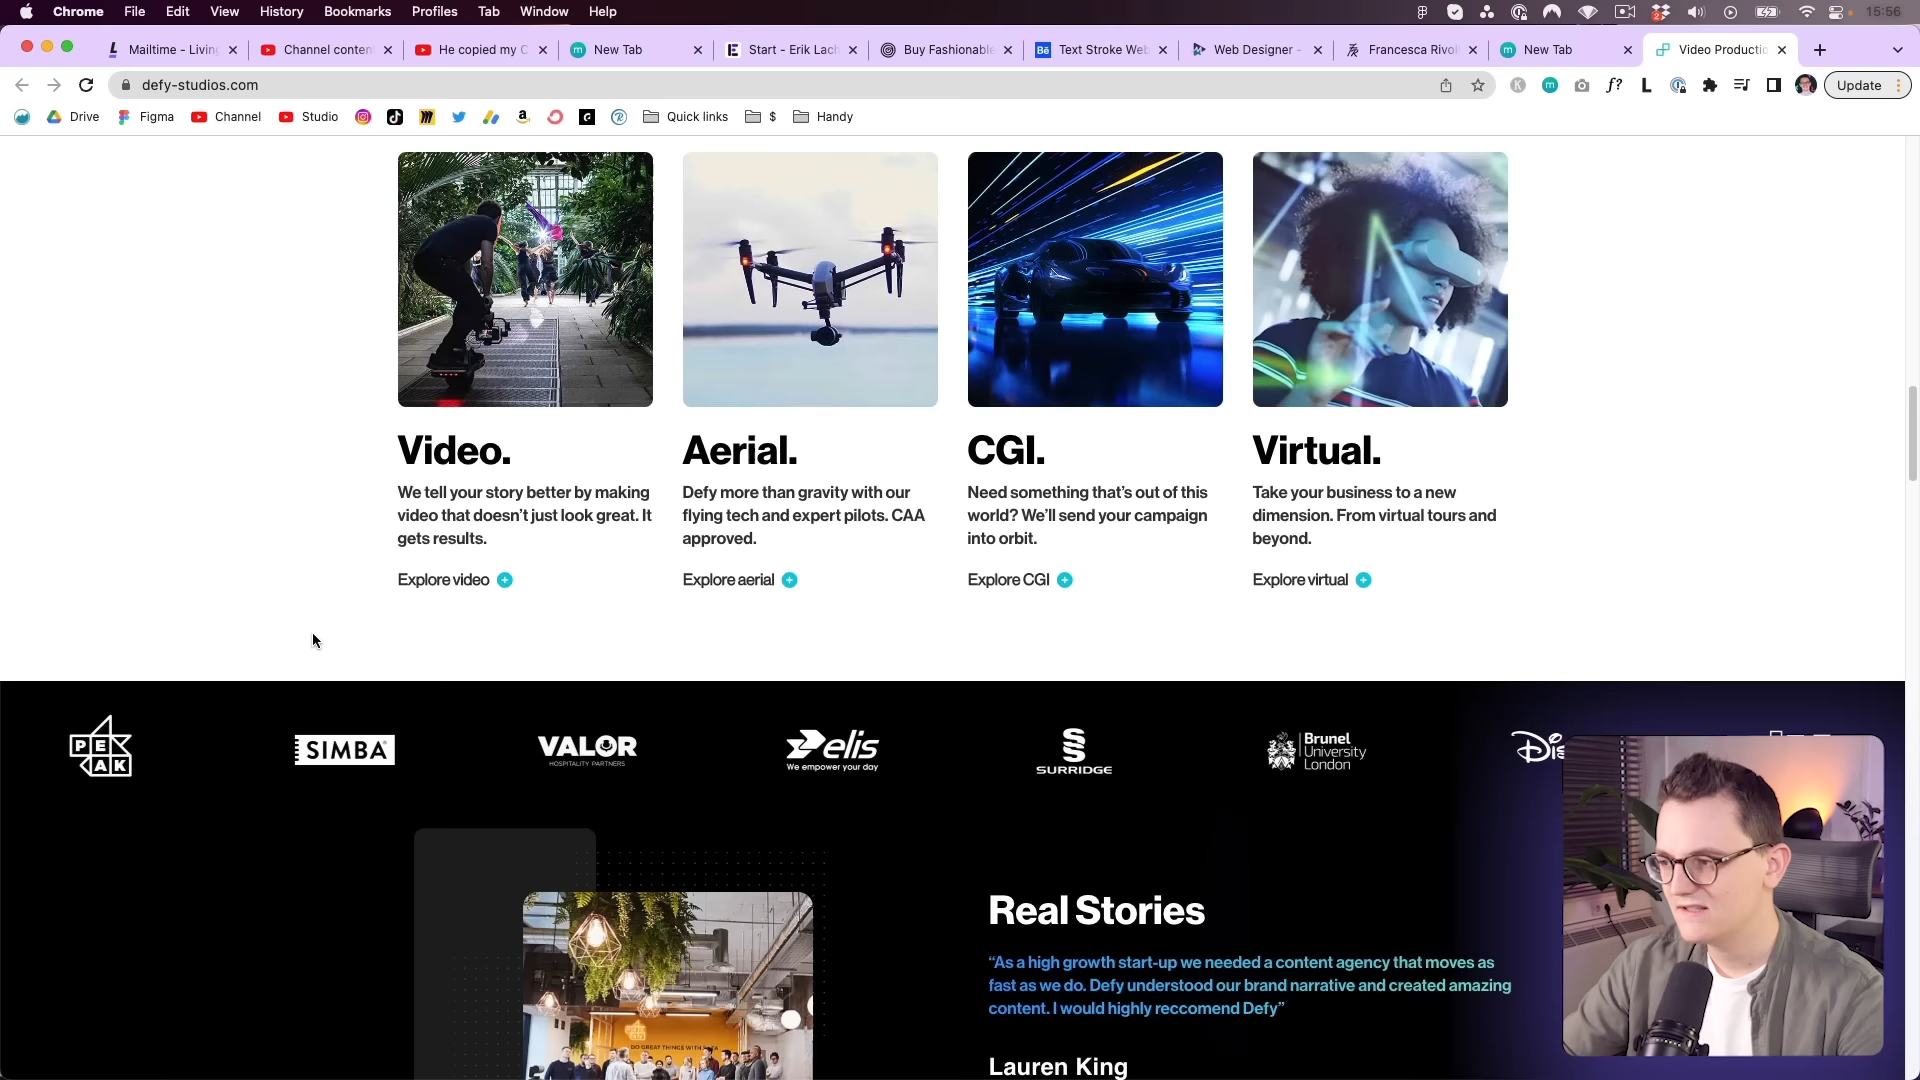 Chrome File Edit View History Bookmarks Profiles Tab Window Help 15:56
Mailtime - Livin Channel conten He copied my C New Tab Start - Erik Lach Buy Fashionable Text Stroke Web Web Designer - Francesca Rivol New Tab Video Productio
defy-studios.com f? L Update
Drive Figma Channel Studio Quick links $ Handy
Video.
We tell your story better by making
video that doesn’t just look great. It
gets results.
Explore video
Aerial.
Defy more than gravity with our
flying tech and expert pilots. CAA
approved.
Explore aerial
CGI.
Need something that’s out of this
world? We’ll send your campaign
into orbit.
Explore CGI
Virtual.
Take your business to a new
dimension. From virtual tours and
beyond.
Explore virtual
PEAK
SIMBA
VALOR
HOSPITALITY PARTNERS
elis
We empower your day
SURRIDGE
Brunel
University
London
Dis
Real Stories
“As a high growth start-up we needed a content agency that moves as
fast as we do. Defy understood our brand narrative and created amazing
content. I would highly reccomend Defy”
Lauren King